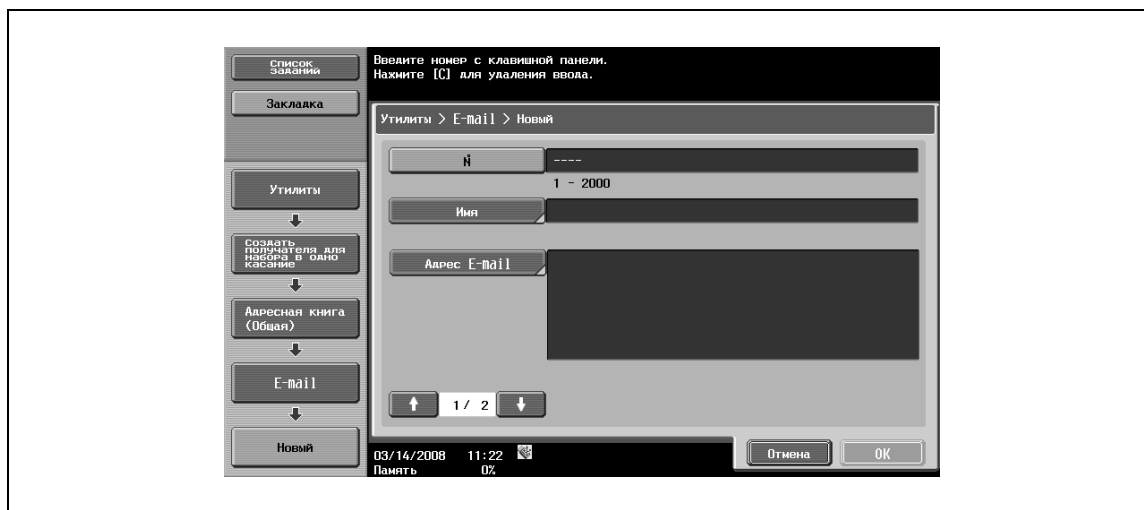 Список
заданий
Закладка
Введите номер с клавишной панели.
Нажмите [C] для удаления ввода.
Утилиты > E-mail > Новый
N̊
----
1 - 2000
Имя
Адрес E-mail
1/ 2
Утилиты
Создать
получателя для
набора в одно
касание
Адресная книга
(Общая)
E-mail
Новый
03/14/2008 11:22
Память 0%
Отмена
OK